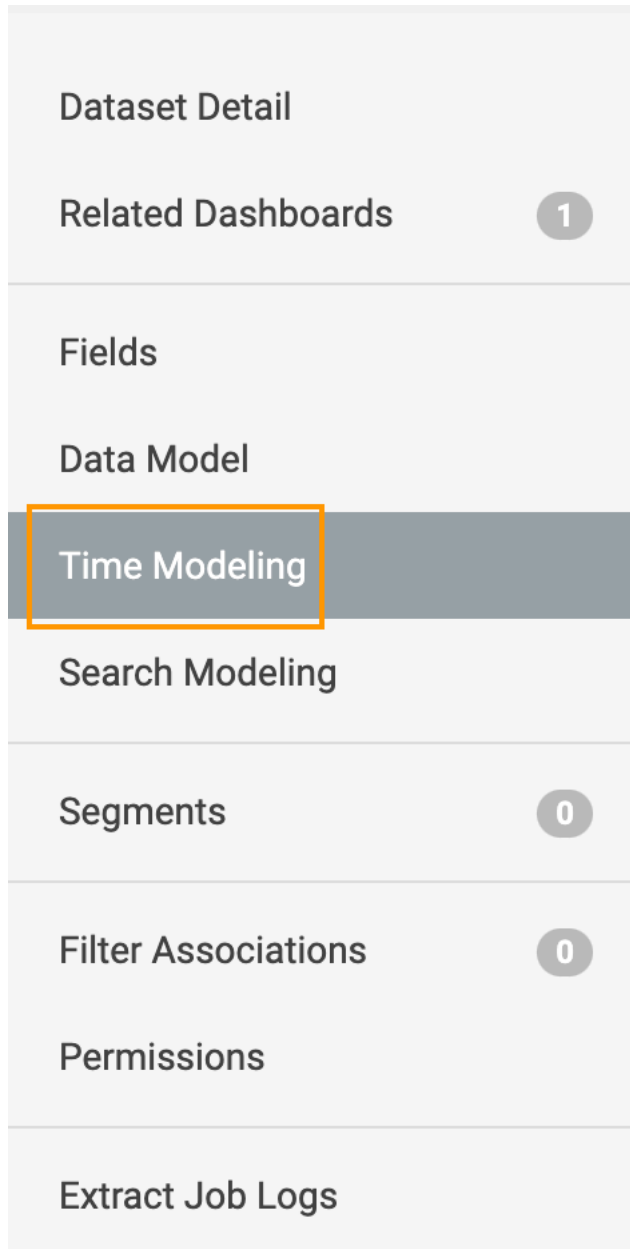 Dataset Detail
Related Dashboards 1
Fields
Data Model
Time Modeling
Search Modeling
Segments 0
Filter Associations 0
Permissions
Extract Job Logs